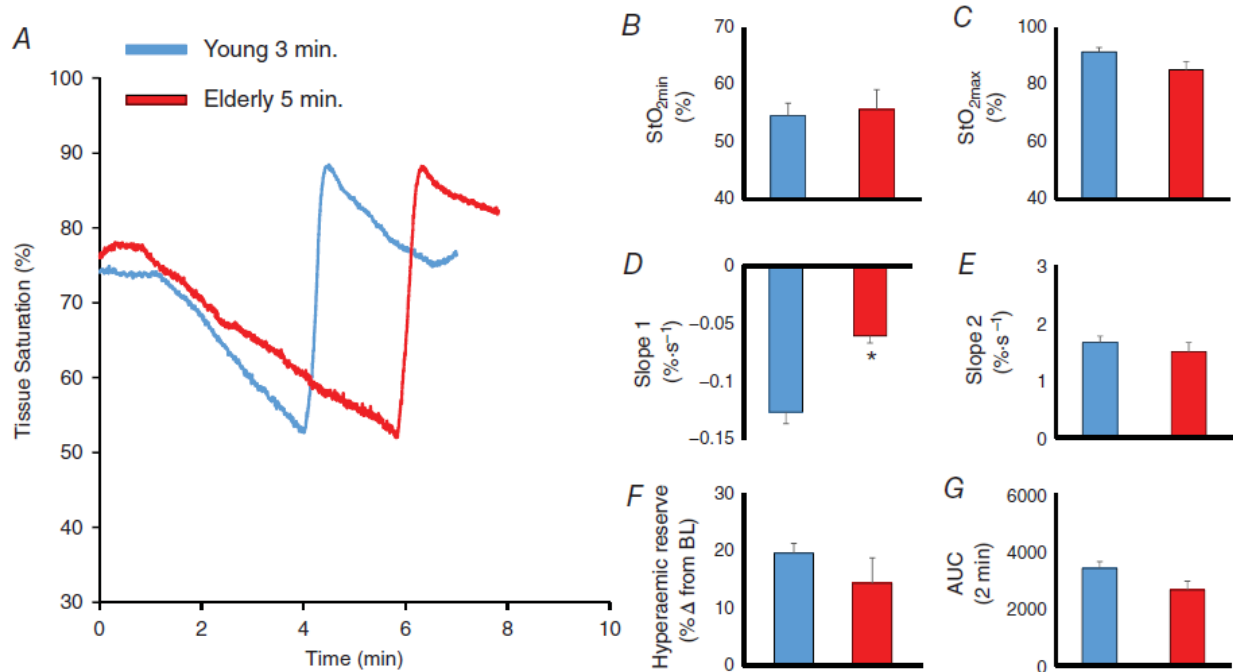 A
Young 3 min.
Elderly 5 min.
100
90
80
70
60
50
40
30
Tissue Saturation (%)
0 2 4 6 8 10
Time (min)
B
70
60
50
40
StO2min
(%)
C
100
80
60
40
StO2max
(%)
D
0
−0.05
−0.1
−0.15
Slope 1
(%·s−1)
*
E
3
2
1
0
Slope 2
(%·s−1)
F
30
20
10
0
Hyperaemic reserve
(% Δ from BL)
G
6000
4000
2000
0
AUC
(2 min)